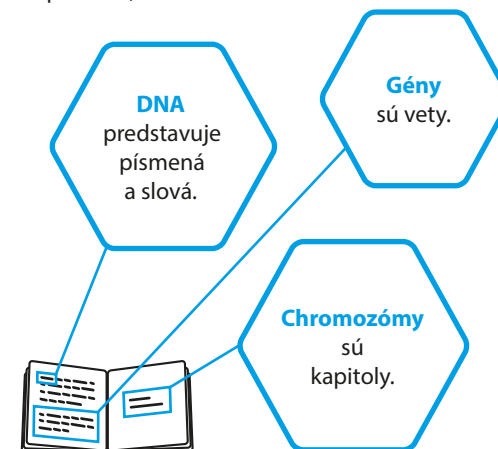 DNA
predstavuje
písmená
a slová.
Gény
sú vety.
Chromozómy
sú
kapitoly.